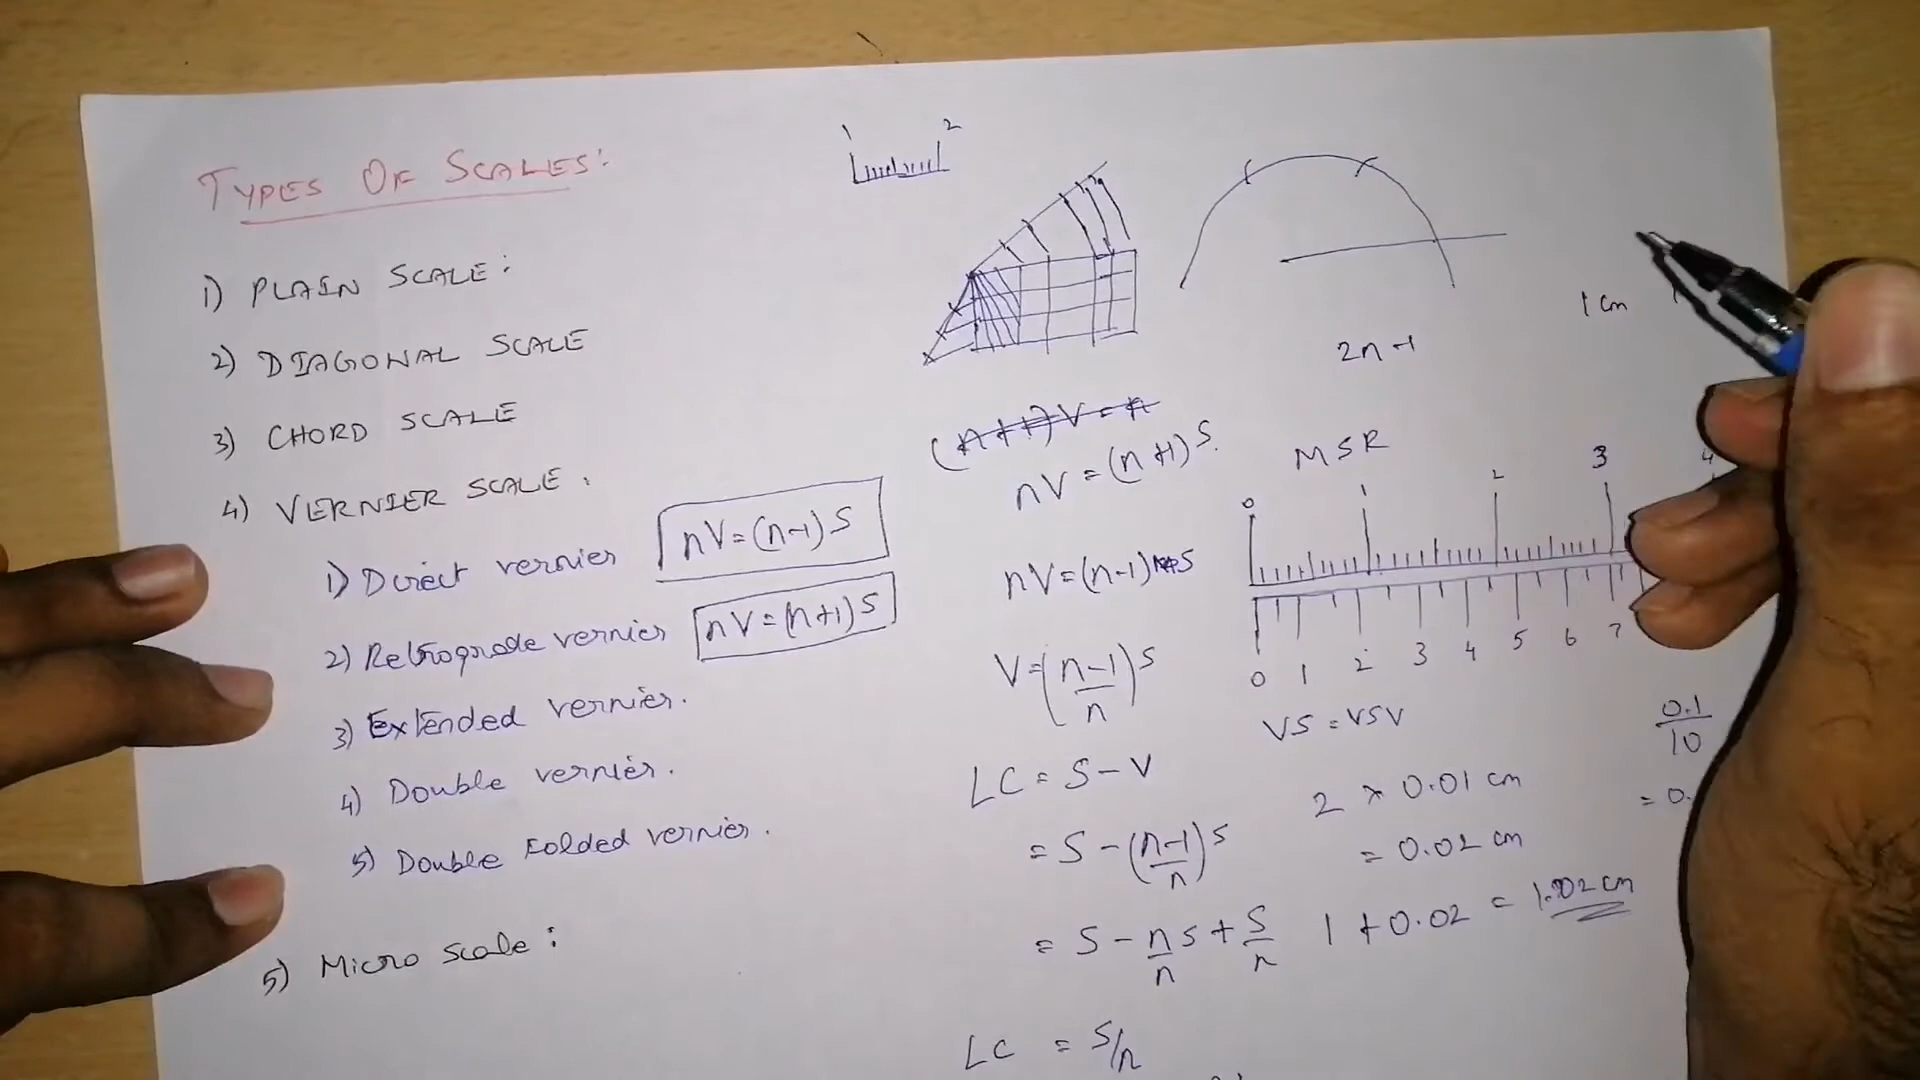 TYPES OF SCALES:
1) PLAIN SCALE:
2) DIAGONAL SCALE
3) CHORD SCALE
4) VERNIER SCALE:
1) Direct vernier nV=(n-1)S
2) Retrograde vernier nV=(n+1)S
3) Extended vernier.
4) Double vernier.
5) Double Folded vernier.
5) Micro scale:
1 2
(n+1)V=n
nV=(n+1)S.
nV=(n-1)S
V=(n-1/n)S
LC=S-V
=S-(n-1/n)S
=S-n/n S+S/n
LC = S/n
2n-1
1 cm
MSR
0 1 2 3 4
0 1 2 3 4 5 6 7
VS=VSV
2 × 0.01 cm
= 0.02 cm
1+0.02 = 1.02 cm
0.1/10
= 0.